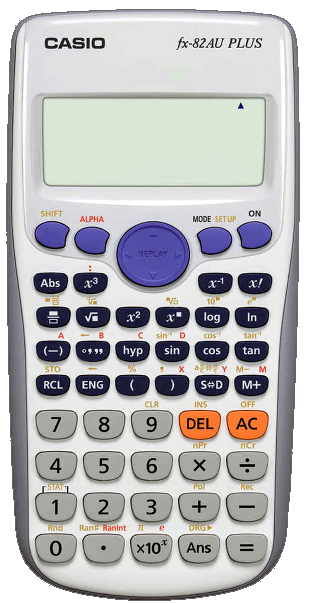 CASIO fx-82AU PLUS
SHIFT ALPHA MODE SETUP ON
REPLAY
Abs x³ x⁻¹ x!
√■ x² x■ log ln
sin⁻¹ cos⁻¹ tan⁻¹
A ← B C D
(−) °’” hyp sin cos tan
STO ← % , X Y M− M
RCL ENG ( ) S⇔D M+
CLR INS OFF
7 8 9 DEL AC
nPr nCr
4 5 6 × ÷
STAT Pol Rec
1 2 3 + −
Rnd Ran# RanInt π e DRG▶
0 • ×10ˣ Ans =